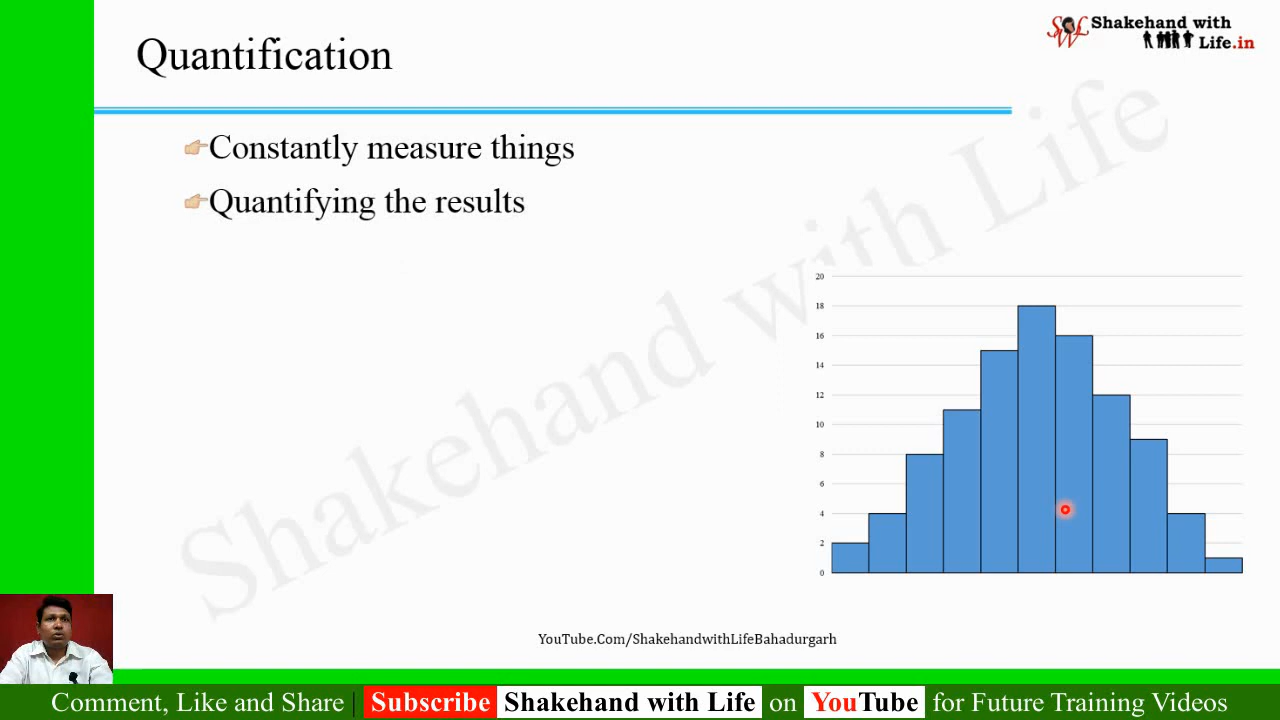 Quantification
Shakehand with
Life.in
Constantly measure things
Quantifying the results
Shakehand with Life
20
18
16
14
12
10
8
6
4
2
0
YouTube.Com/ShakehandwithLifeBahadurgarh
Comment, Like and Share | Subscribe Shakehand with Life on YouTube for Future Training Videos